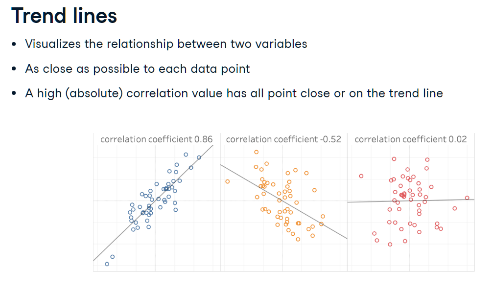 Trend lines
• Visualizes the relationship between two variables
• As close as possible to each data point
• A high (absolute) correlation value has all point close or on the trend line
correlation coefficient 0.86
correlation coefficient -0.52
correlation coefficient 0.02